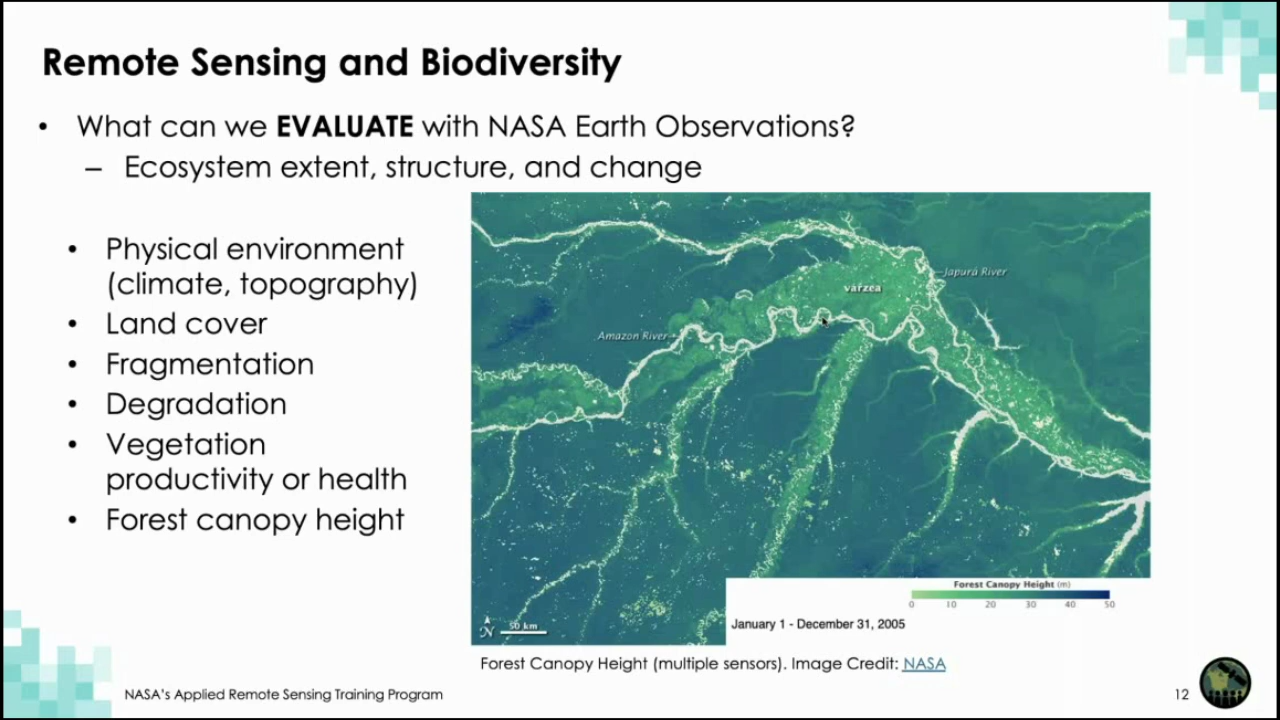 Remote Sensing and Biodiversity
• What can we EVALUATE with NASA Earth Observations?
– Ecosystem extent, structure, and change
• Physical environment
(climate, topography)
• Land cover
• Fragmentation
• Degradation
• Vegetation
productivity or health
• Forest canopy height
Japurá River
várzea
Amazon River
N
50 km
Forest Canopy Height (m)
0 10 20 30 40 50
January 1 - December 31, 2005
Forest Canopy Height (multiple sensors). Image Credit: NASA
NASA's Applied Remote Sensing Training Program
12